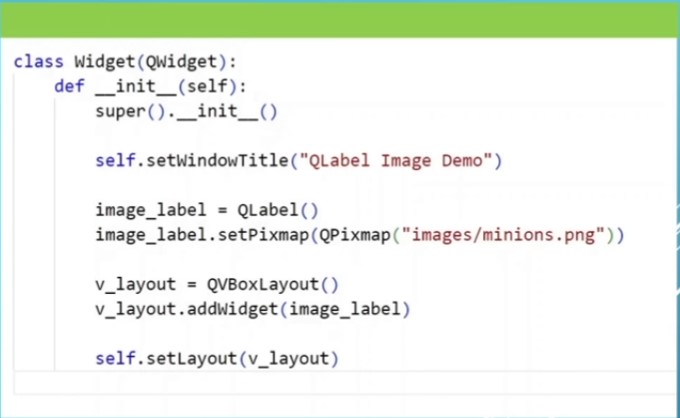 class Widget(QWidget):
    def __init__(self):
        super().__init__()
        self.setWindowTitle("QLabel Image Demo")
        image_label = QLabel()
        image_label.setPixmap(QPixmap("images/minions.png"))
        v_layout = QVBoxLayout()
        v_layout.addWidget(image_label)
        self.setLayout(v_layout)